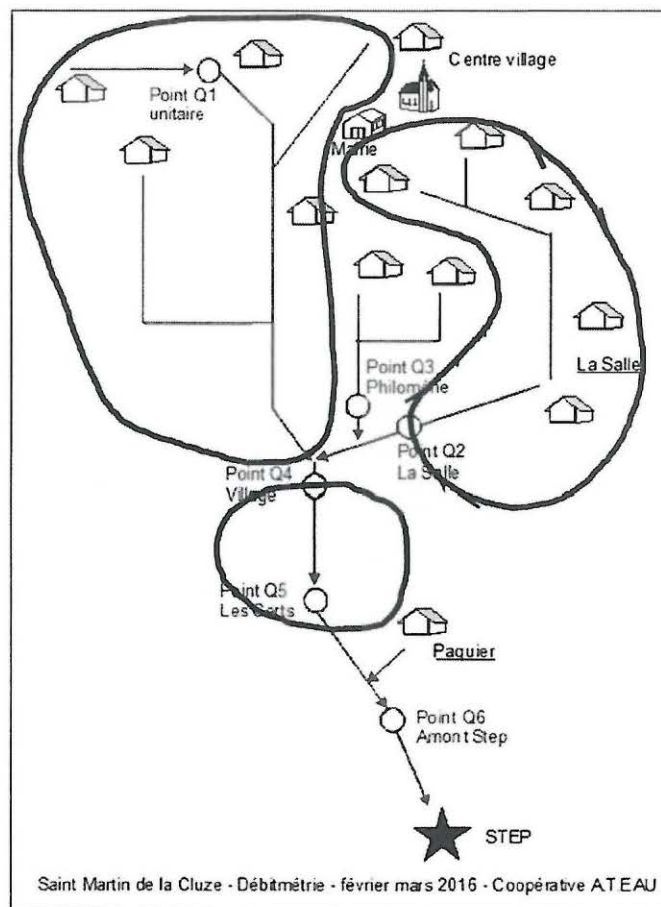 Centre village
Point Q1
unitaire
Mairie
La Salle
Point Q3
Philomène
Point Q2
La Salle
Point Q4
Village
Point Q5
Les Serts
Paquier
Point Q6
Amont Step
STEP
Saint Martin de la Cluze - Débitmétrie - février mars 2016 - Coopérative A.T.EAU